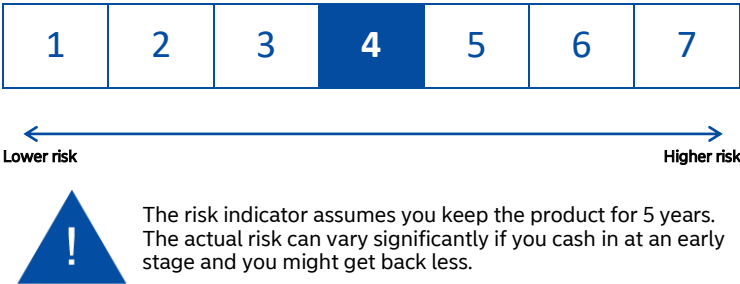 1 2 3 4 5 6 7
Lower risk Higher risk
!
The risk indicator assumes you keep the product for 5 years.
The actual risk can vary significantly if you cash in at an early
stage and you might get back less.